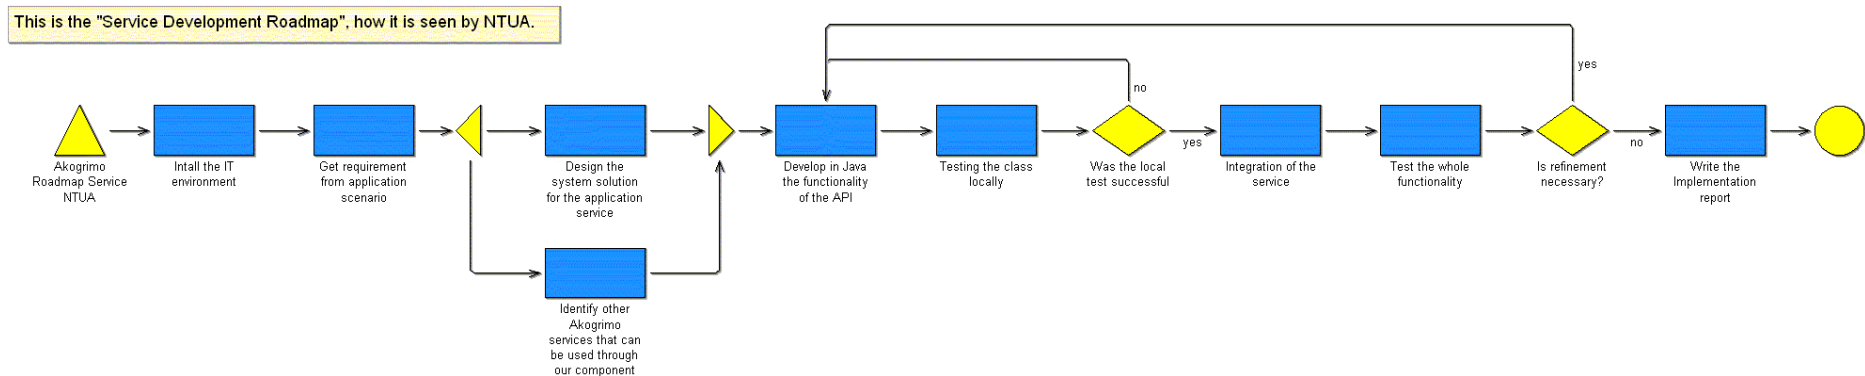 This is the "Service Development Roadmap", how it is seen by NTUA.
yes
no
Akogrimo
Roadmap Service
NTUA
Intall the IT
environment
Get requirement
from application
scenario
Design the
system solution
for the application
service
Develop in Java
the functionality
of the API
Testing the class
locally
Was the local
test successful
yes
Integration of the
service
Test the whole
functionality
Is refinement
necessary?
no
Write the
Implementation
report
Identify other
Akogrimo
services that can
be used through
our component